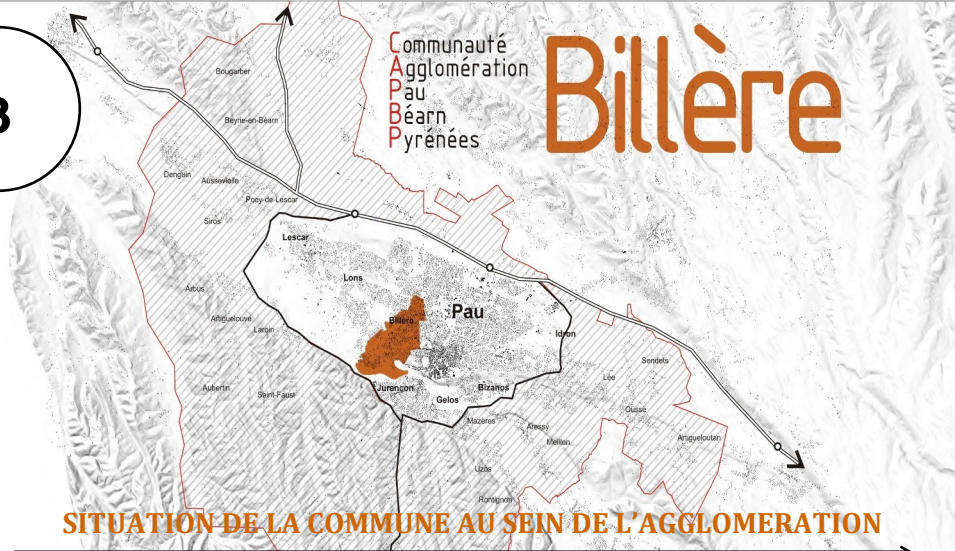 3
Communauté
Agglomération
Pau
Béarn
Pyrénées
Billère
Bougarber
Beyrie-en-Béarn
Denguin
Aussevielle
Poey-de-Lescar
Siros
Lescar
Lons
Arbus
Billère
Pau
Artiguelouve
Laroin
Idron
Sendets
Lée
Aubertin
Saint-Faust
Jurençon
Bizanos
Gelos
Ousse
Mazères
Aressy
Meillon
Artigueloutan
Uzos
Rontignon
SITUATION DE LA COMMUNE AU SEIN DE L'AGGLOMERATION